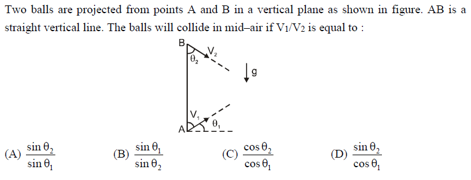 Two balls are projected from points A and B in a vertical plane as shown in figure. AB is a
straight vertical line. The balls will collide in mid–air if V1/V2 is equal to :
B
V₂
θ₂
g
V₁
θ₁
A
(A) sin θ₂ / sin θ₁ (B) sin θ₁ / sin θ₂ (C) cos θ₂ / cos θ₁ (D) sin θ₂ / cos θ₁